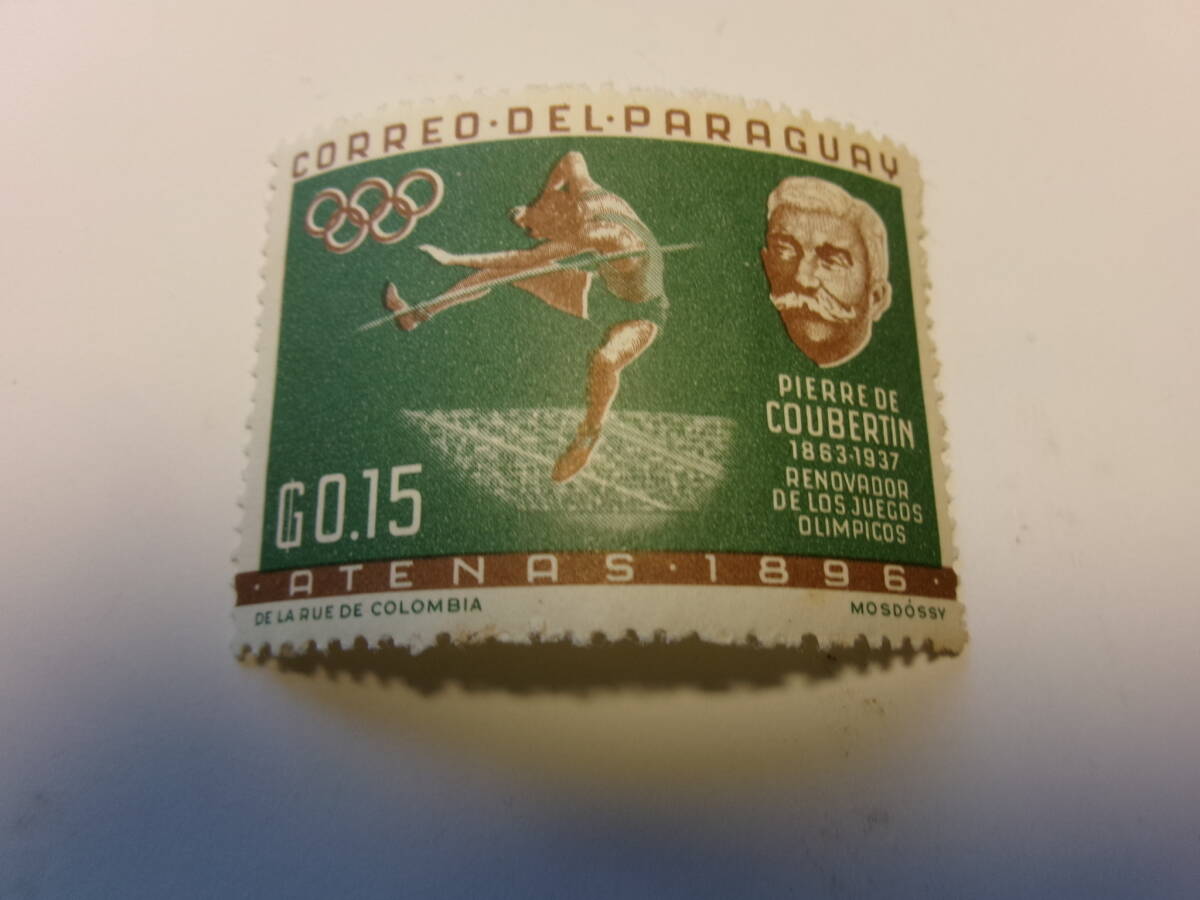 CORREO·DEL·PARAGUAY
PIERRE DE
COUBERTIN
1863-1937
RENOVADOR
DE LOS JUEGOS
OLIMPICOS
₲0.15
·ATENAS·1896·
DE LA RUE DE COLOMBIA
MOSDÓSSY